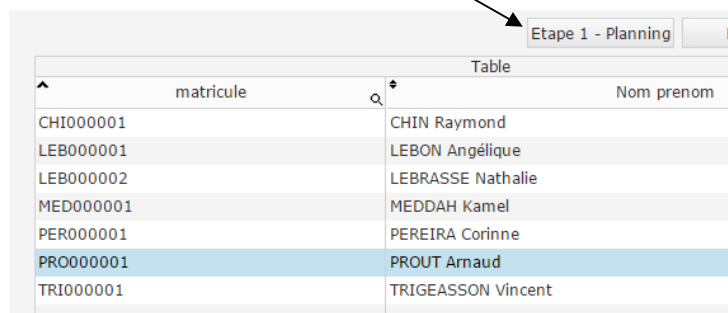 Etape 1 - Planning
Table
matricule Nom prenom
CHI000001 CHIN Raymond
LEB000001 LEBON Angélique
LEB000002 LEBRASSE Nathalie
MED000001 MEDDAH Kamel
PER000001 PEREIRA Corinne
PRO000001 PROUT Arnaud
TRI000001 TRIGEASSON Vincent